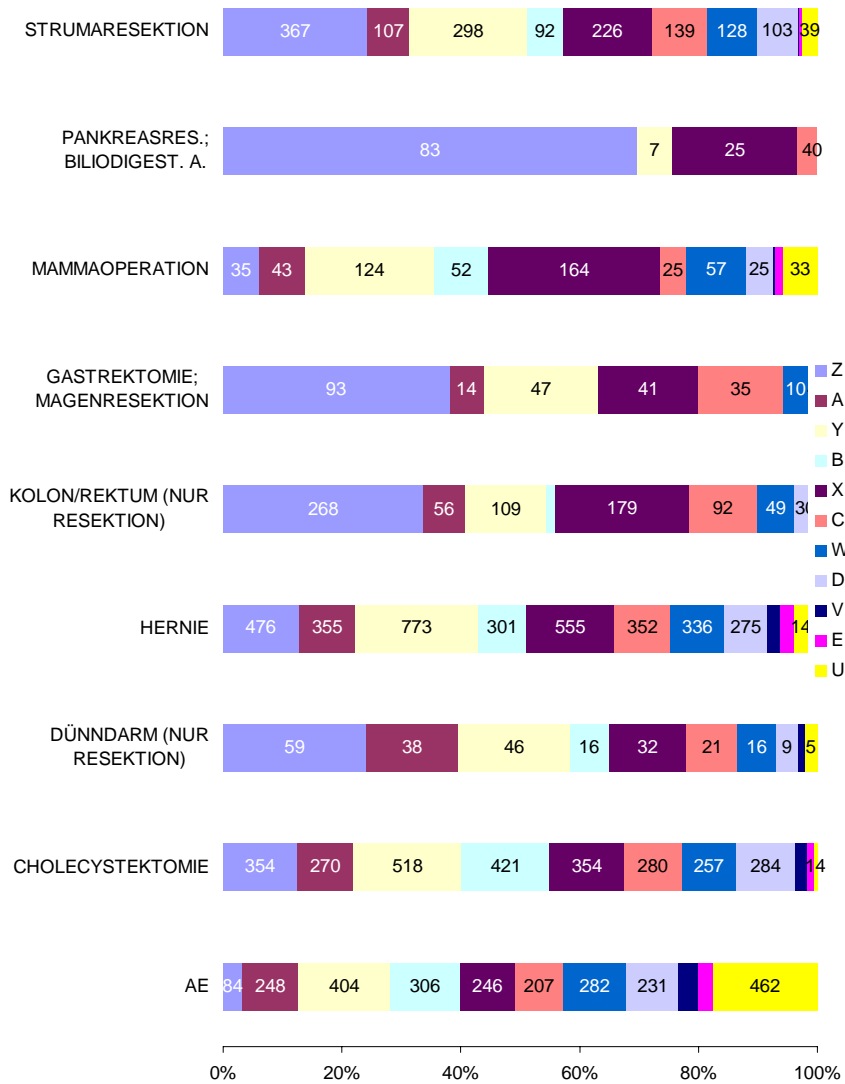 STRUMARESEKTION
367 107 298 92 226 139 128 103 39
PANKREASRES.;
BILIODIGEST. A.
83 7 25 40
MAMMAOPERATION
35 43 124 52 164 25 57 25 33
GASTREKTOMIE;
MAGENRESEKTION
93 14 47 41 35 10
KOLON/REKTUM (NUR
RESEKTION)
268 56 109 179 92 49 30
HERNIE
476 355 773 301 555 352 336 275 14
DÜNNDARM (NUR
RESEKTION)
59 38 46 16 32 21 16 9 5
CHOLECYSTEKTOMIE
354 270 518 421 354 280 257 284 14
AE
84 248 404 306 246 207 282 231 462
0% 20% 40% 60% 80% 100%
Z
A
Y
B
X
C
W
D
V
E
U